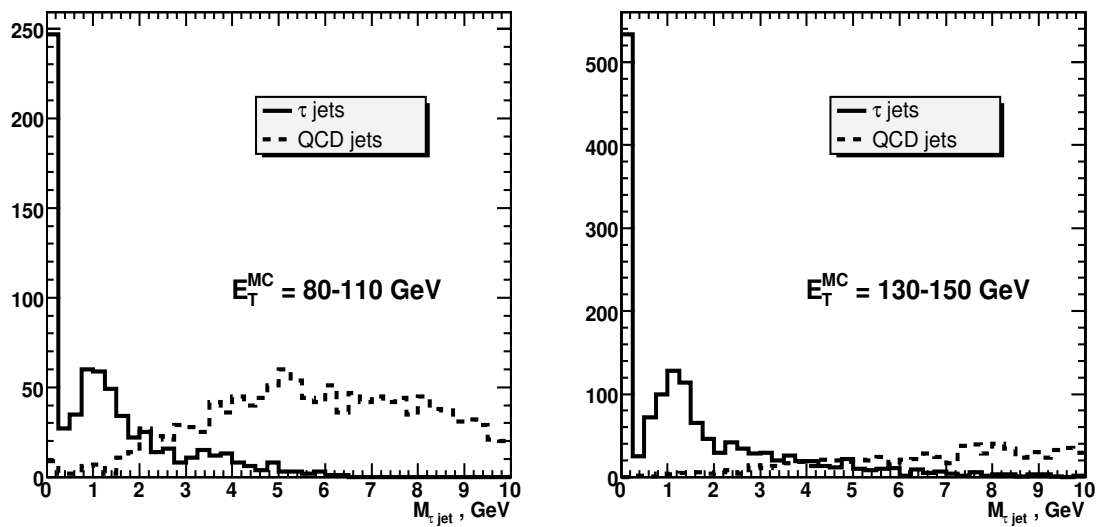 250
200
150
100
50
0
τ jets
QCD jets
E_T^MC = 80-110 GeV
0 1 2 3 4 5 6 7 8 9 10
M_τ jet , GeV
500
400
300
200
100
0
τ jets
QCD jets
E_T^MC = 130-150 GeV
0 1 2 3 4 5 6 7 8 9 10
M_τ jet , GeV